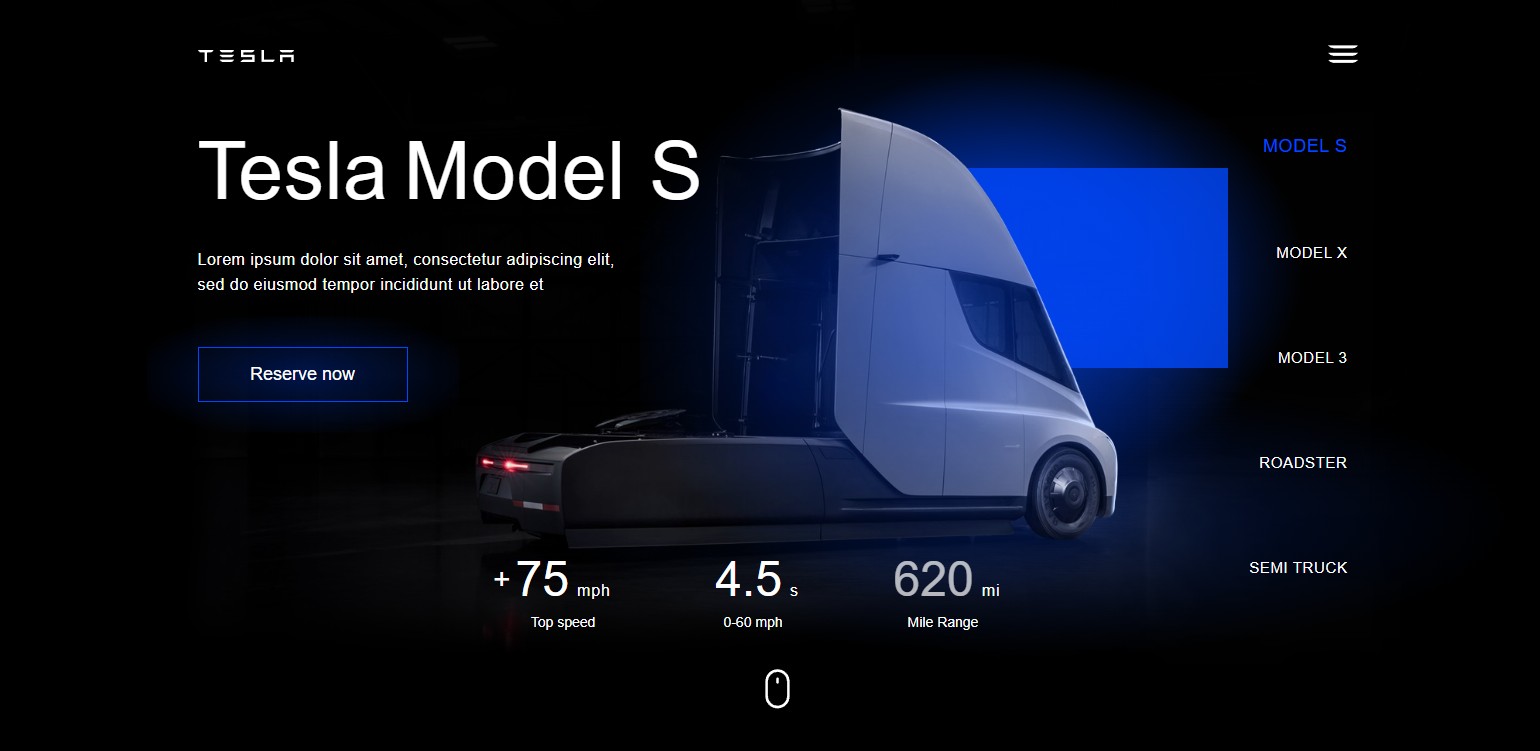 TESLA
Tesla Model S
Lorem ipsum dolor sit amet, consectetur adipiscing elit,
sed do eiusmod tempor incididunt ut labore et
Reserve now
MODEL S
MODEL X
MODEL 3
ROADSTER
SEMI TRUCK
+75 mph
Top speed
4.5 s
0-60 mph
620 mi
Mile Range